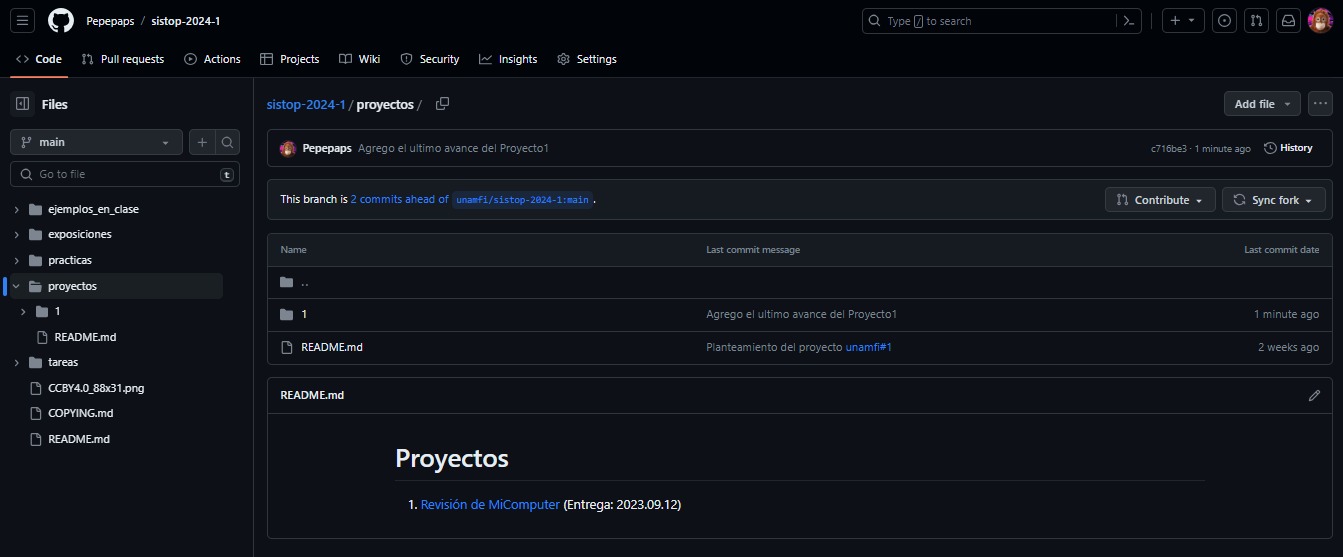 Pepepaps / sistop-2024-1
Type / to search
Code Pull requests Actions Projects Wiki Security Insights Settings
Files
main
Go to file
t
ejemplos_en_clase
exposiciones
practicas
proyectos
1
README.md
tareas
CCBY4.0_88x31.png
COPYING.md
README.md
sistop-2024-1 / proyectos /
Add file
Pepepaps Agrego el ultimo avance del Proyecto1
c716be3 · 1 minute ago History
This branch is 2 commits ahead of unamfi/sistop-2024-1:main .
Contribute Sync fork
Name Last commit message Last commit date
..
1 Agrego el ultimo avance del Proyecto1 1 minute ago
README.md Planteamiento del proyecto unamfi#1 2 weeks ago
README.md
Proyectos
1. Revisión de MiComputer (Entrega: 2023.09.12)